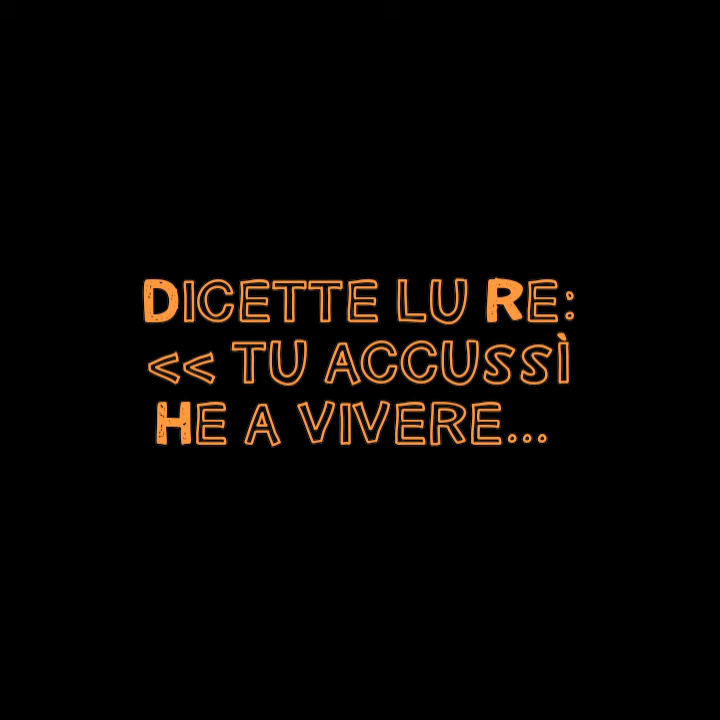 Dicette lu Re:
<< tu accussì
He a vivere...